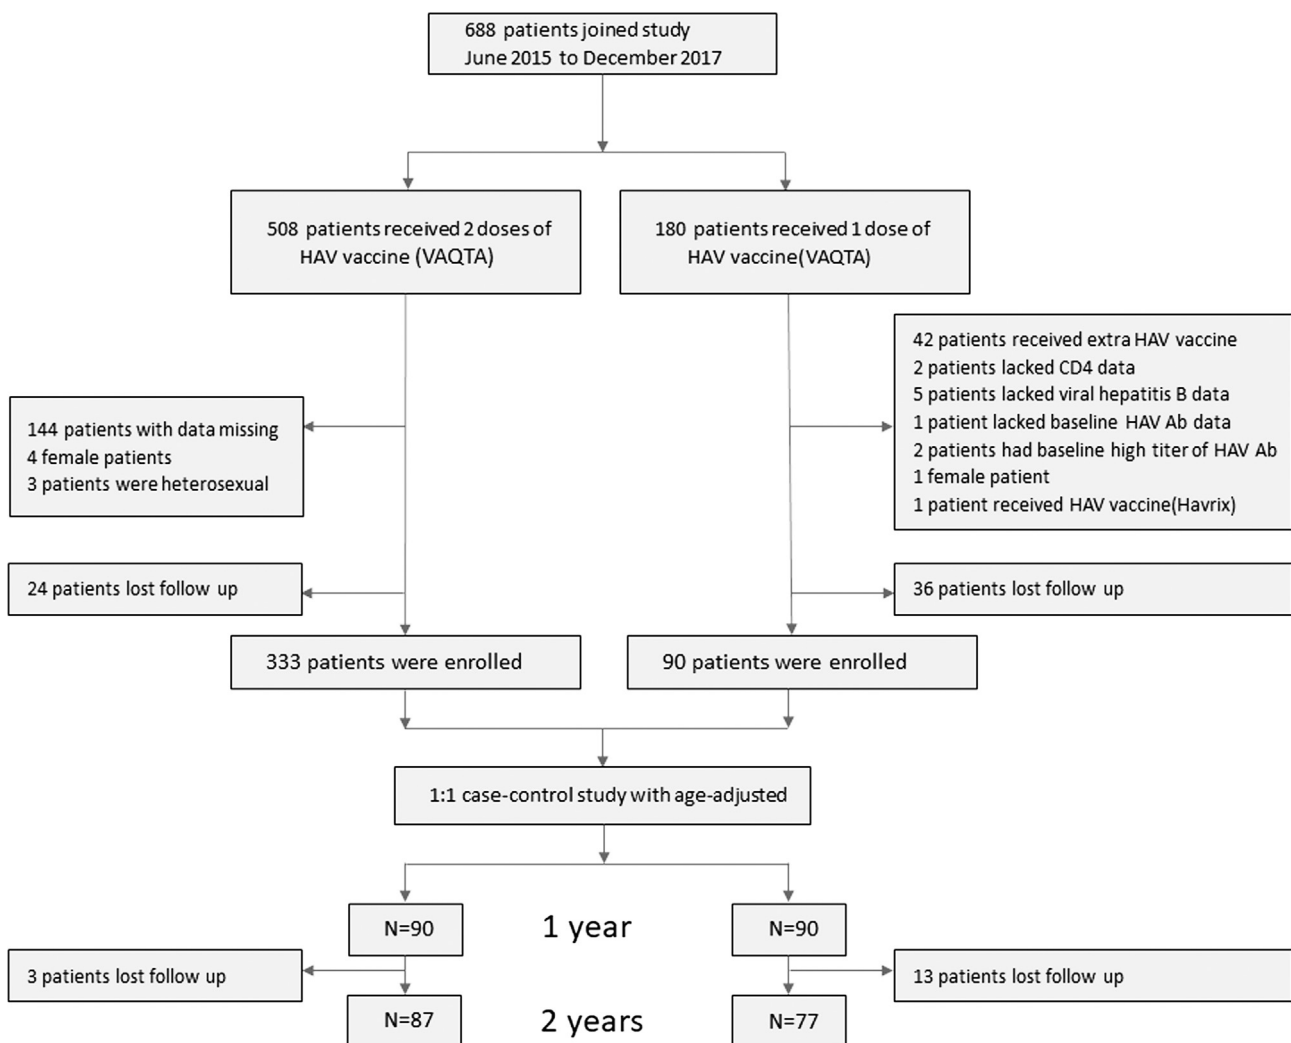 688 patients joined study
June 2015 to December 2017
508 patients received 2 doses of
HAV vaccine (VAQTA)
180 patients received 1 dose of
HAV vaccine(VAQTA)
42 patients received extra HAV vaccine
2 patients lacked CD4 data
5 patients lacked viral hepatitis B data
1 patient lacked baseline HAV Ab data
2 patients had baseline high titer of HAV Ab
1 female patient
1 patient received HAV vaccine(Havrix)
144 patients with data missing
4 female patients
3 patients were heterosexual
24 patients lost follow up
36 patients lost follow up
333 patients were enrolled
90 patients were enrolled
1:1 case-control study with age-adjusted
N=90
1 year
N=90
3 patients lost follow up
13 patients lost follow up
N=87
2 years
N=77